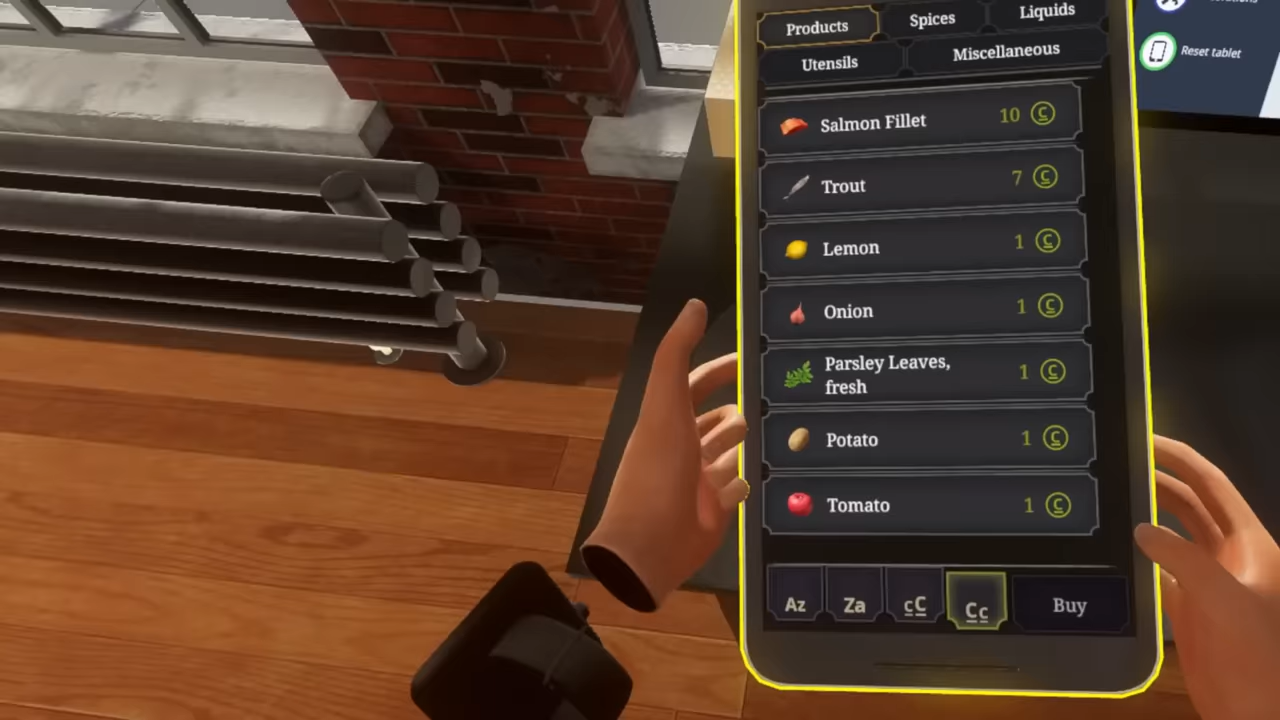 Products
Spices
Liquids
Utensils
Miscellaneous
Salmon Fillet 10 C
Trout 7 C
Lemon 1 C
Onion 1 C
Parsley Leaves, fresh 1 C
Potato 1 C
Tomato 1 C
Az Za cC Cc Buy
Reset tablet